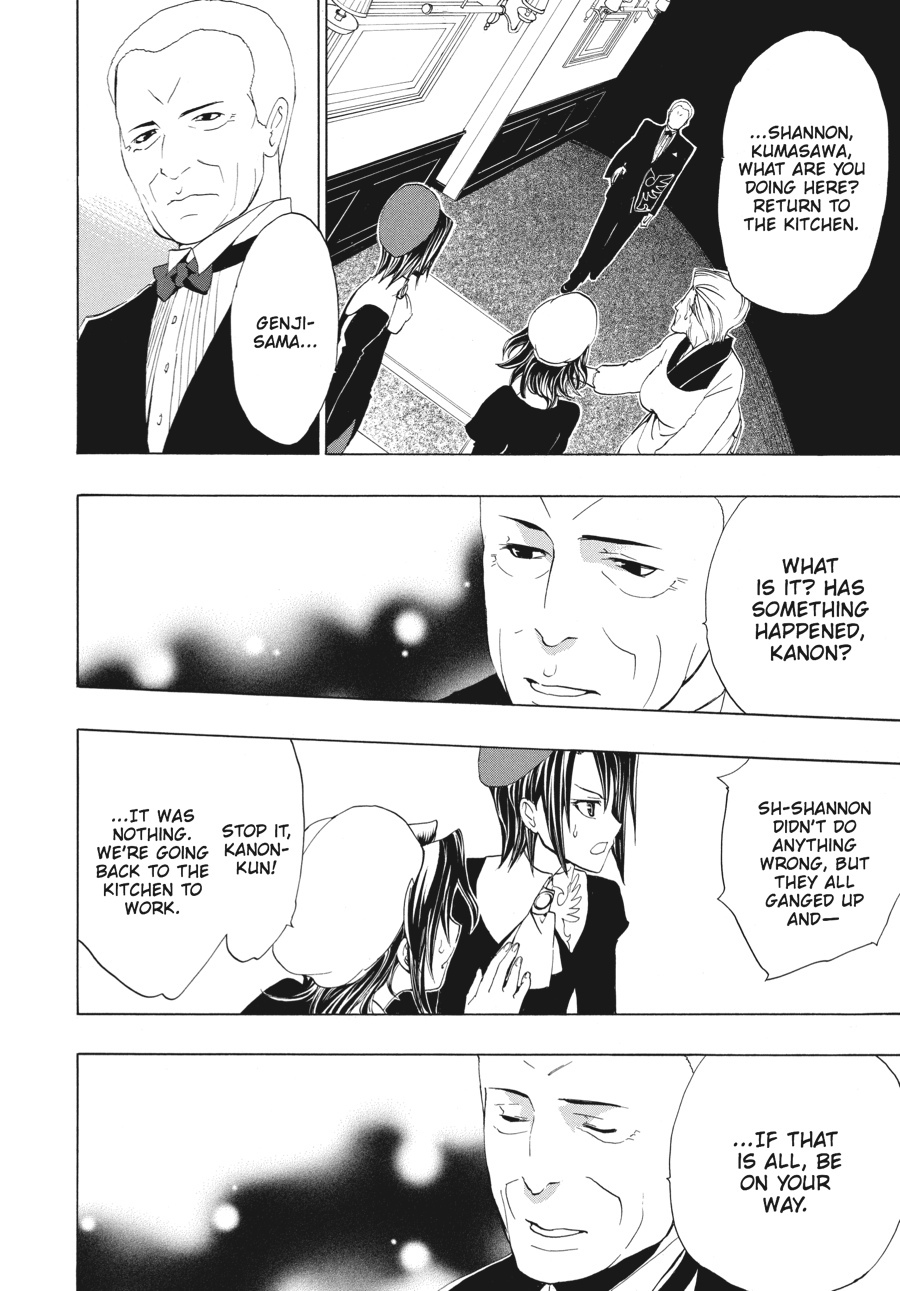 ...SHANNON,
KUMASAWA,
WHAT ARE YOU
DOING HERE?
RETURN TO
THE KITCHEN.
GENJI-
SAMA...
WHAT
IS IT? HAS
SOMETHING
HAPPENED,
KANON?
SH-SHANNON
DIDN'T DO
ANYTHING
WRONG, BUT
THEY ALL
GANGED UP
AND—
STOP IT,
KANON-
KUN!
...IT WAS
NOTHING.
WE'RE GOING
BACK TO THE
KITCHEN TO
WORK.
...IF THAT
IS ALL, BE
ON YOUR
WAY.